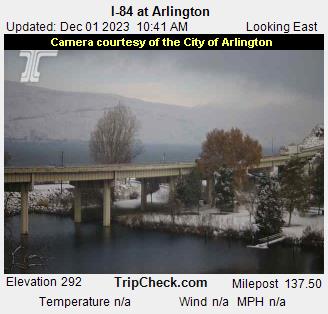 I-84 at Arlington
Updated: Dec 01 2023 10:41 AM Looking East
Camera courtesy of the City of Arlington
Elevation 292 TripCheck.com Milepost 137.50
Temperature n/a Wind n/a MPH n/a